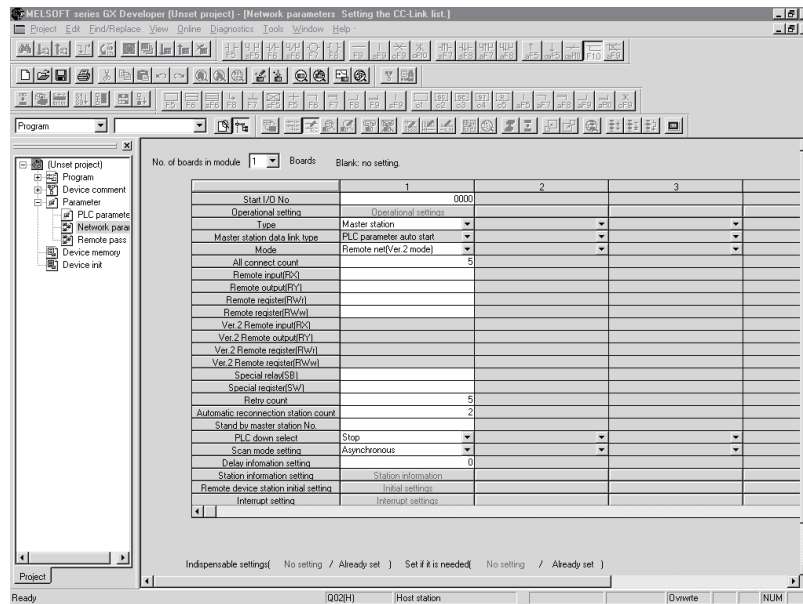 MELSOFT series GX Developer (Unset project) - [Network parameters Setting the CC-Link list.]
Project Edit Find/Replace View Online Diagnostics Tools Window Help
Program
No. of boards in module 1 Boards Blank: no setting.
(Unset project)
Program
Device comment
Parameter
PLC paramete
Network para
Remote pass
Device memory
Device init
1 2 3
Start I/O No 0000
Operational setting Operational settings
Type Master station
Master station data link type PLC parameter auto start
Mode Remote net(Ver.2 mode)
All connect count 5
Remote input(RX)
Remote output(RY)
Remote register(RWr)
Remote register(RWw)
Ver.2 Remote input(RX)
Ver.2 Remote output(RY)
Ver.2 Remote register(RWr)
Ver.2 Remote register(RWw)
Special relay(SB)
Special register(SW)
Retry count 5
Automatic reconnection station count 2
Stand by master station No.
PLC down select Stop
Scan mode setting Asynchronous
Delay infomation setting 0
Station information setting Station information
Remote device station initial setting Initial settings
Interrupt setting Interrupt settings
Indispensable settings( No setting / Already set ) Set if it is needed( No setting / Already set )
Project
Ready Q02(H) Host station Ovrwrte NUM